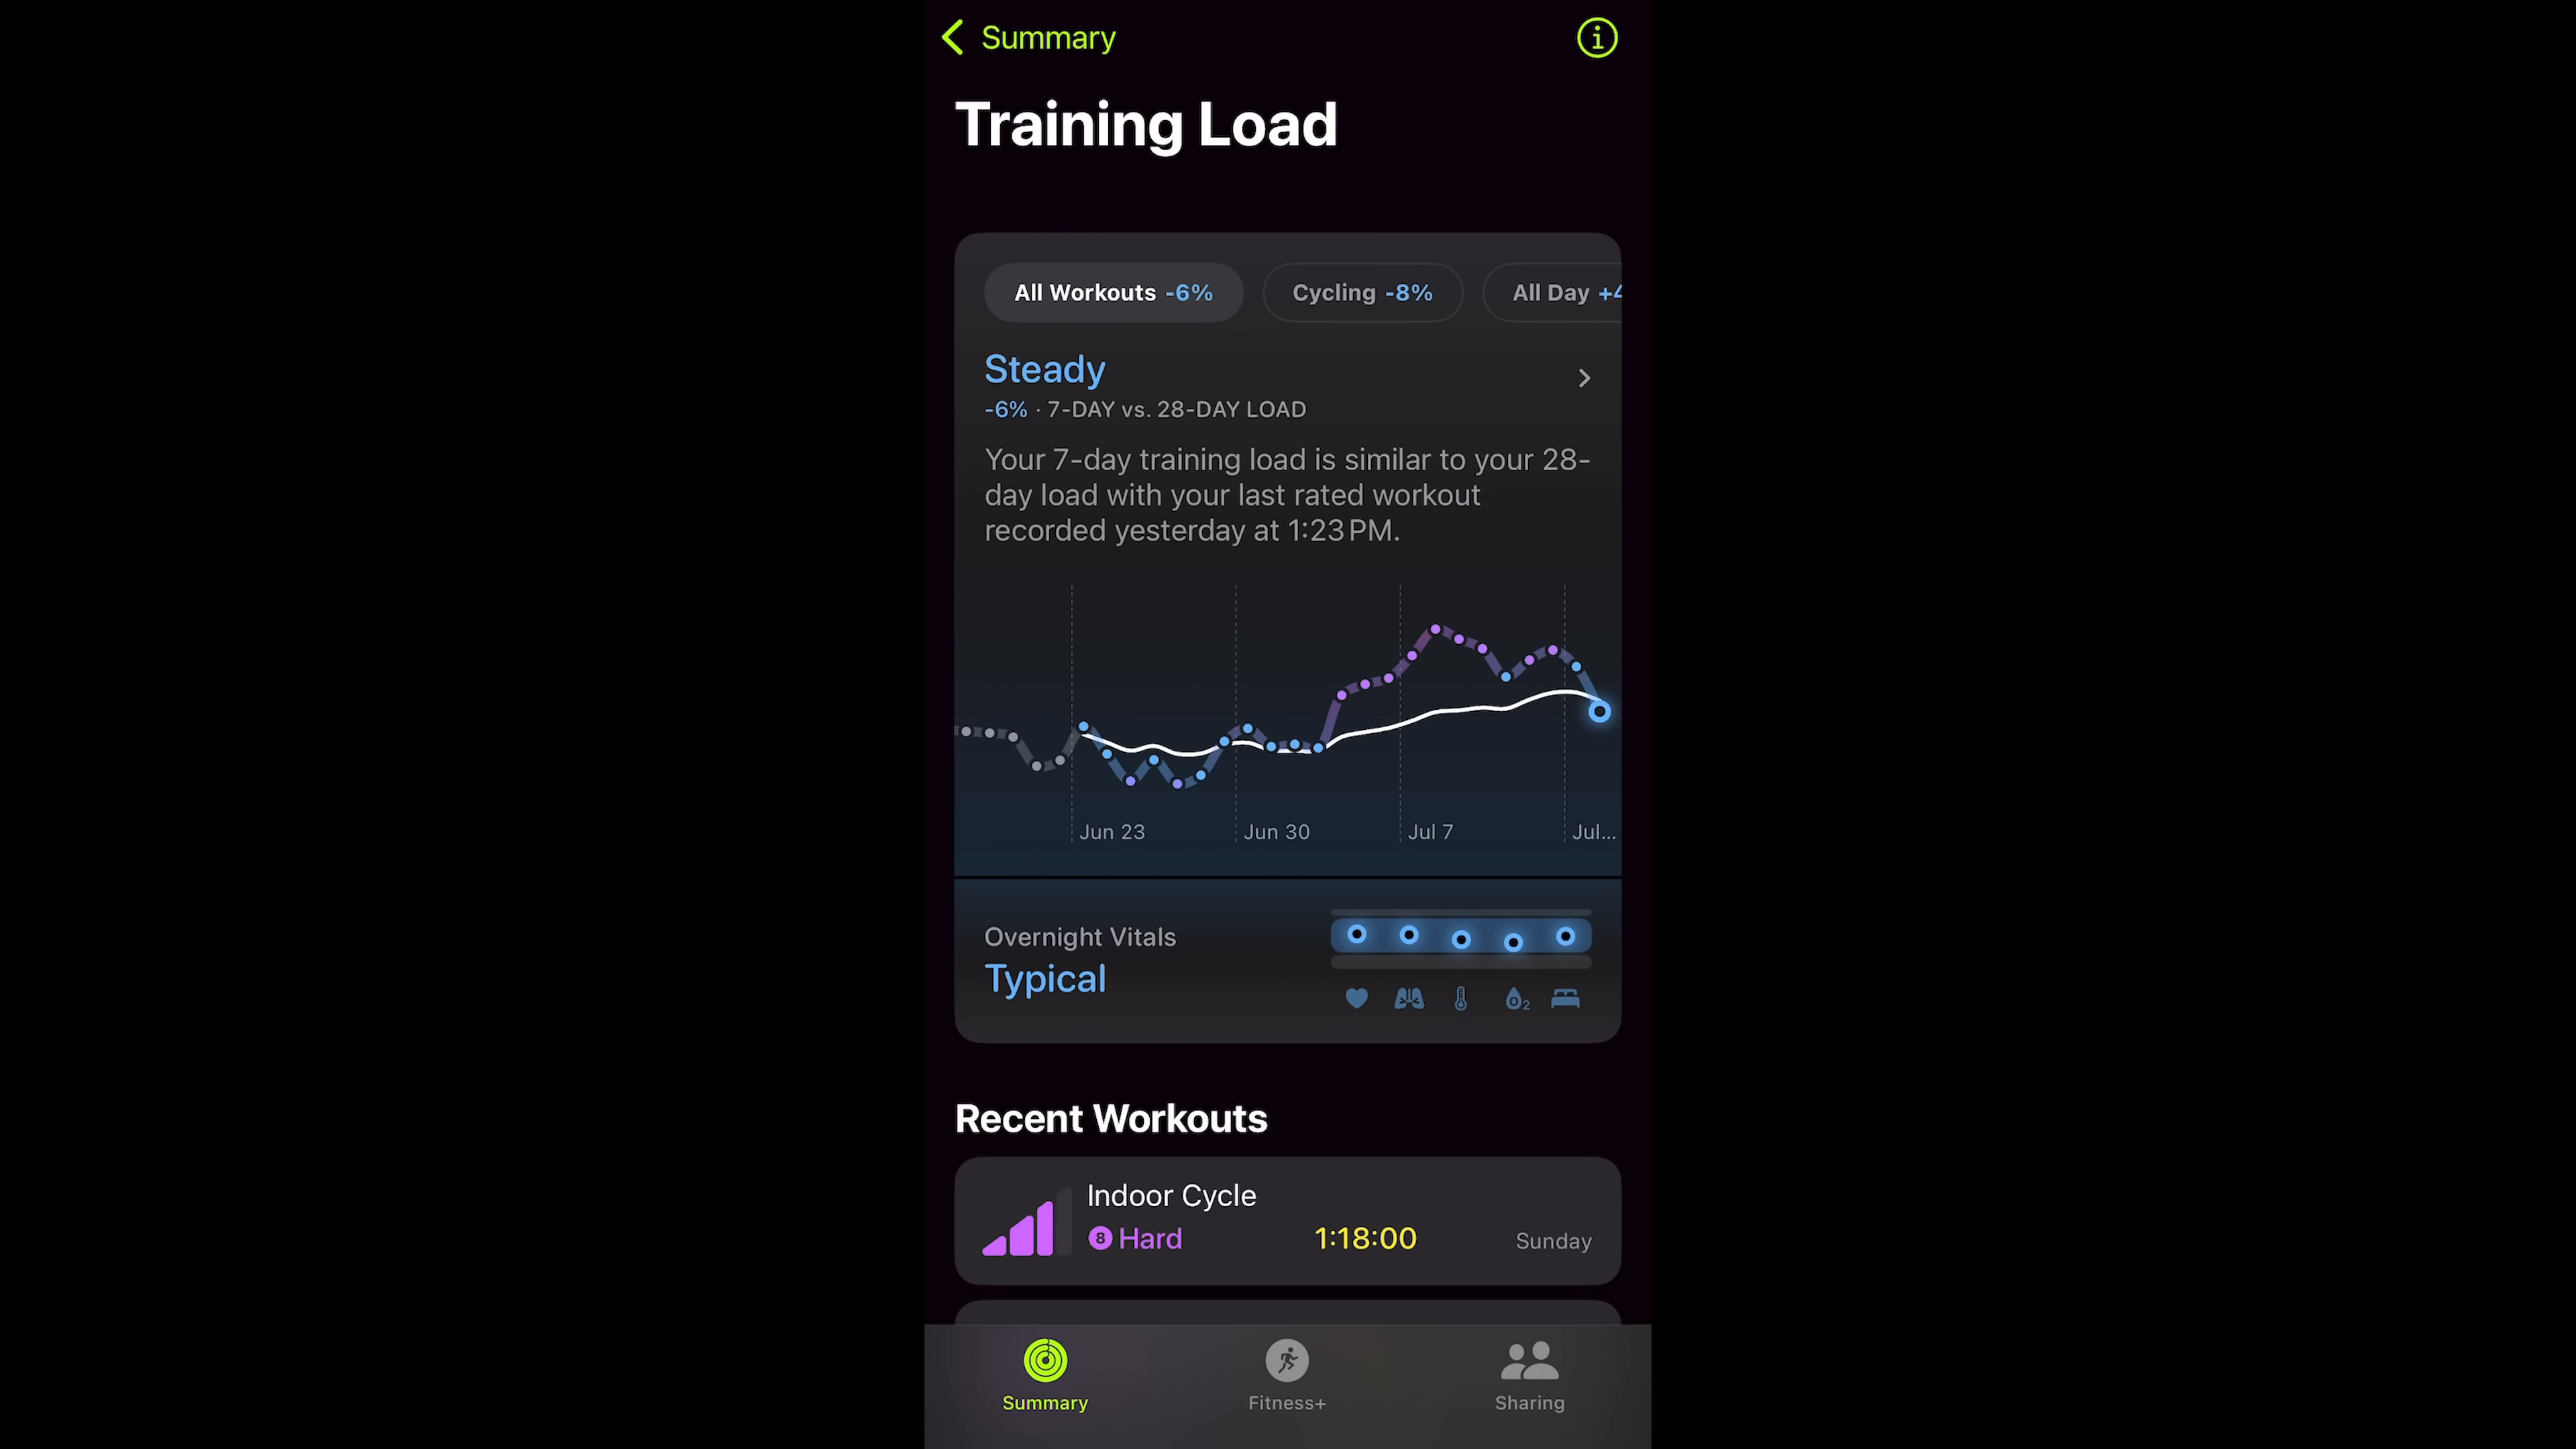 Summary
Training Load
All Workouts -6%
Cycling -8%
All Day +4
Steady
-6% · 7-DAY vs. 28-DAY LOAD
Your 7-day training load is similar to your 28-
day load with your last rated workout
recorded yesterday at 1:23 PM.
Jun 23
Jun 30
Jul 7
Jul...
Overnight Vitals
Typical
O2
Recent Workouts
Indoor Cycle
8 Hard
1:18:00
Sunday
Summary
Fitness+
Sharing